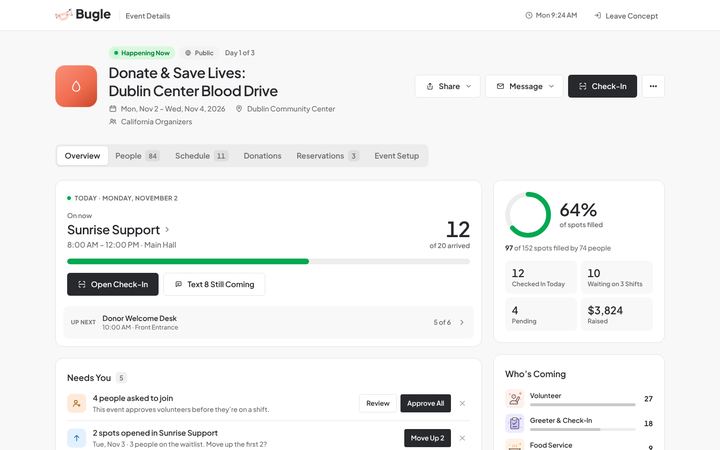 Bugle
Event Details
Mon 9:24 AM
Leave Concept
Happening Now
Public
Day 1 of 3
Donate & Save Lives:
Dublin Center Blood Drive
Mon, Nov 2 – Wed, Nov 4, 2026
Dublin Community Center
California Organizers
Share
Message
Check-In
Overview
People 84
Schedule 11
Donations
Reservations 3
Event Setup
TODAY · MONDAY, NOVEMBER 2
On now
Sunrise Support
8:00 AM – 12:00 PM · Main Hall
12
of 20 arrived
Open Check-In
Text 8 Still Coming
UP NEXT
Donor Welcome Desk
10:00 AM · Front Entrance
5 of 6
64%
of spots filled
97 of 152 spots filled by 74 people
12
Checked In Today
10
Waiting on 3 Shifts
4
Pending
$3,824
Raised
Needs You 5
4 people asked to join
This event approves volunteers before they're on a shift.
Review
Approve All
2 spots opened in Sunrise Support
Tue, Nov 3 · 3 people on the waitlist. Move up the first 2?
Move Up 2
Who's Coming
Volunteer
27
Greeter & Check-In
18
Food Service
9